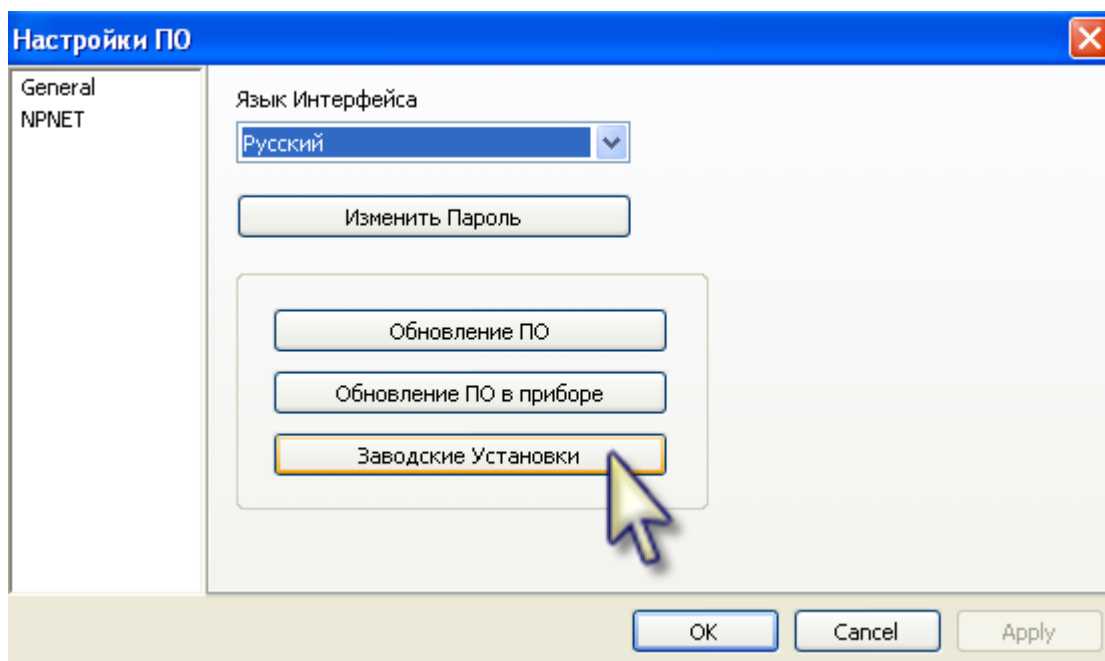 Настройки ПО
General
NPNET
Язык Интерфейса
Русский
Изменить Пароль
Обновление ПО
Обновление ПО в приборе
Заводские Установки
OK
Cancel
Apply